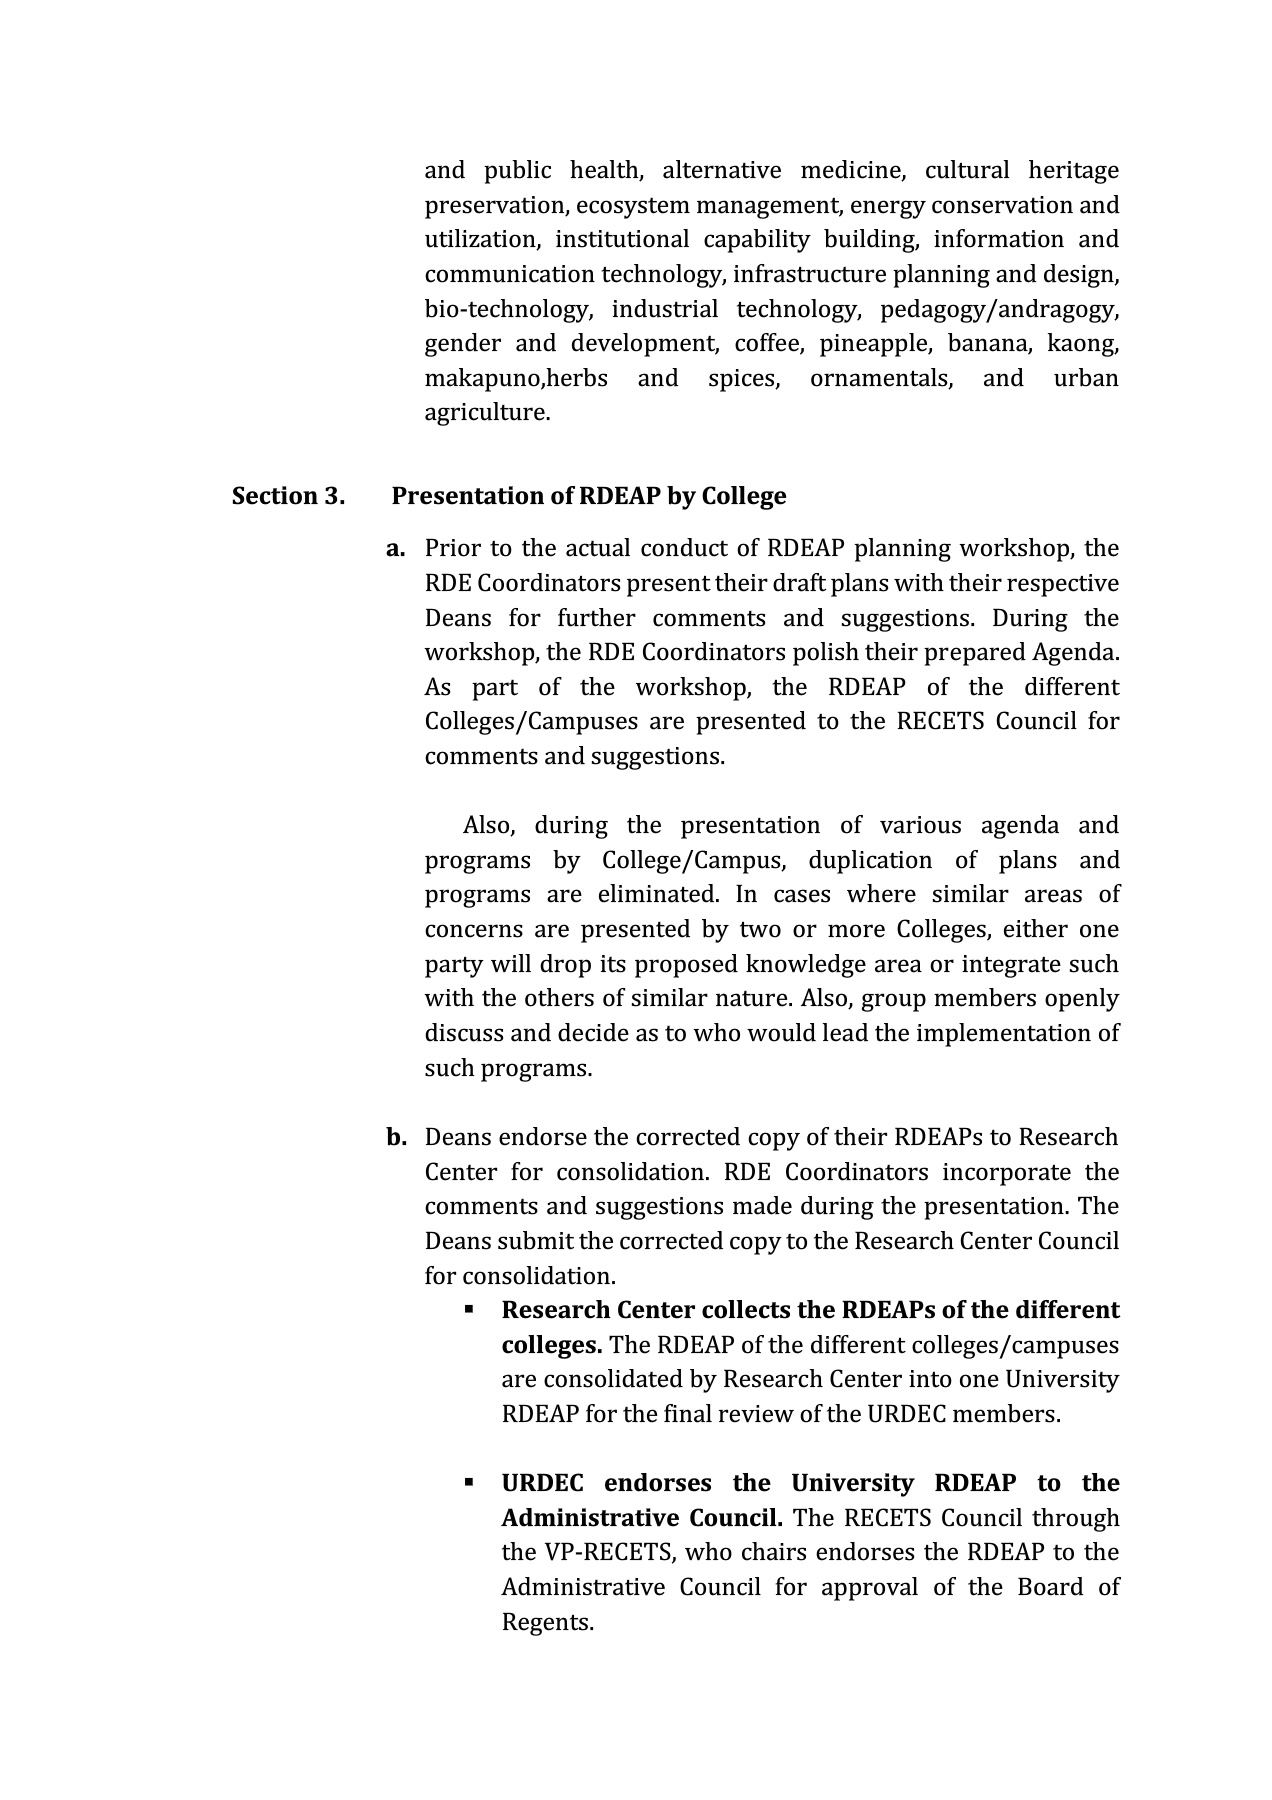 and public health, alternative medicine, cultural heritage
preservation, ecosystem management, energy conservation and
utilization, institutional capability building, information and
communication technology, infrastructure planning and design,
bio-technology, industrial technology, pedagogy/andragogy,
gender and development, coffee, pineapple, banana, kaong,
makapuno,herbs and spices, ornamentals, and urban
agriculture.
Section 3. Presentation of RDEAP by College
a. Prior to the actual conduct of RDEAP planning workshop, the
RDE Coordinators present their draft plans with their respective
Deans for further comments and suggestions. During the
workshop, the RDE Coordinators polish their prepared Agenda.
As part of the workshop, the RDEAP of the different
Colleges/Campuses are presented to the RECETS Council for
comments and suggestions.
Also, during the presentation of various agenda and
programs by College/Campus, duplication of plans and
programs are eliminated. In cases where similar areas of
concerns are presented by two or more Colleges, either one
party will drop its proposed knowledge area or integrate such
with the others of similar nature. Also, group members openly
discuss and decide as to who would lead the implementation of
such programs.
b. Deans endorse the corrected copy of their RDEAPs to Research
Center for consolidation. RDE Coordinators incorporate the
comments and suggestions made during the presentation. The
Deans submit the corrected copy to the Research Center Council
for consolidation.
▪ Research Center collects the RDEAPs of the different
colleges. The RDEAP of the different colleges/campuses
are consolidated by Research Center into one University
RDEAP for the final review of the URDEC members.
▪ URDEC endorses the University RDEAP to the
Administrative Council. The RECETS Council through
the VP-RECETS, who chairs endorses the RDEAP to the
Administrative Council for approval of the Board of
Regents.